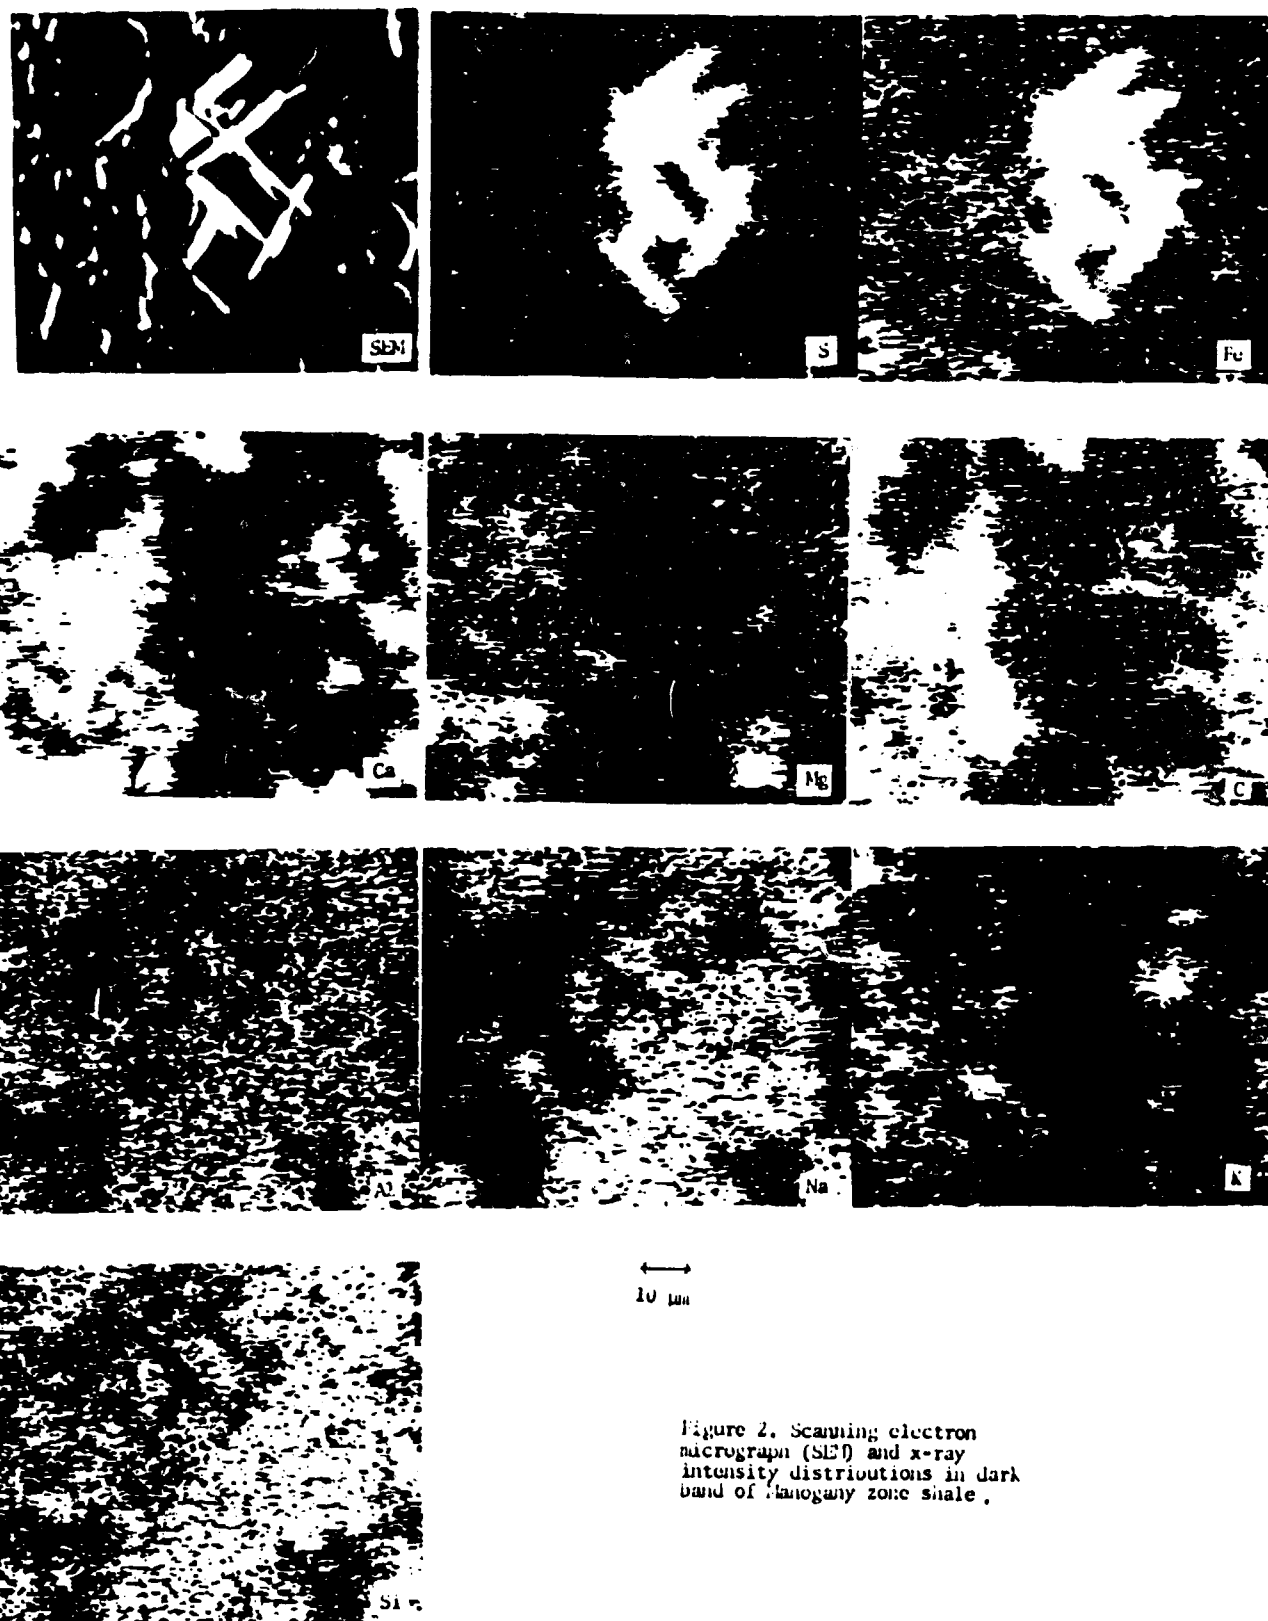 SEM
S
Fe
Ca
Mg
C
Al
Na
K
10 μm
Si
Figure 2. Scanning electron
micrograph (SEM) and x-ray
intensity distributions in dark
band of Mahogany zone shale.